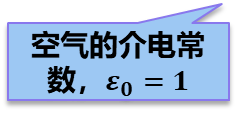 空气的介电常
数，ε₀ = 1